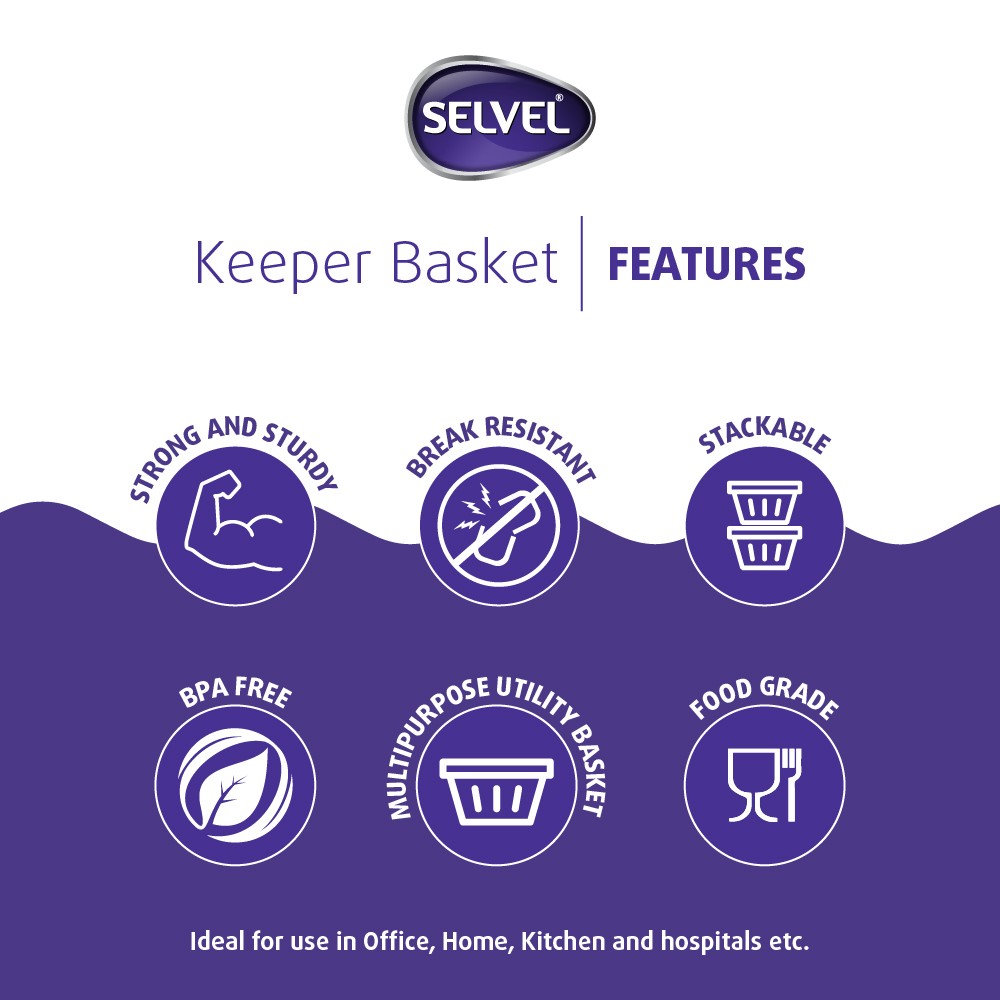 SELVEL®
Keeper Basket | FEATURES
STRONG AND STURDY
BREAK RESISTANT
STACKABLE
BPA FREE
MULTIPURPOSE UTILITY BASKET
FOOD GRADE
Ideal for use in Office, Home, Kitchen and hospitals etc.